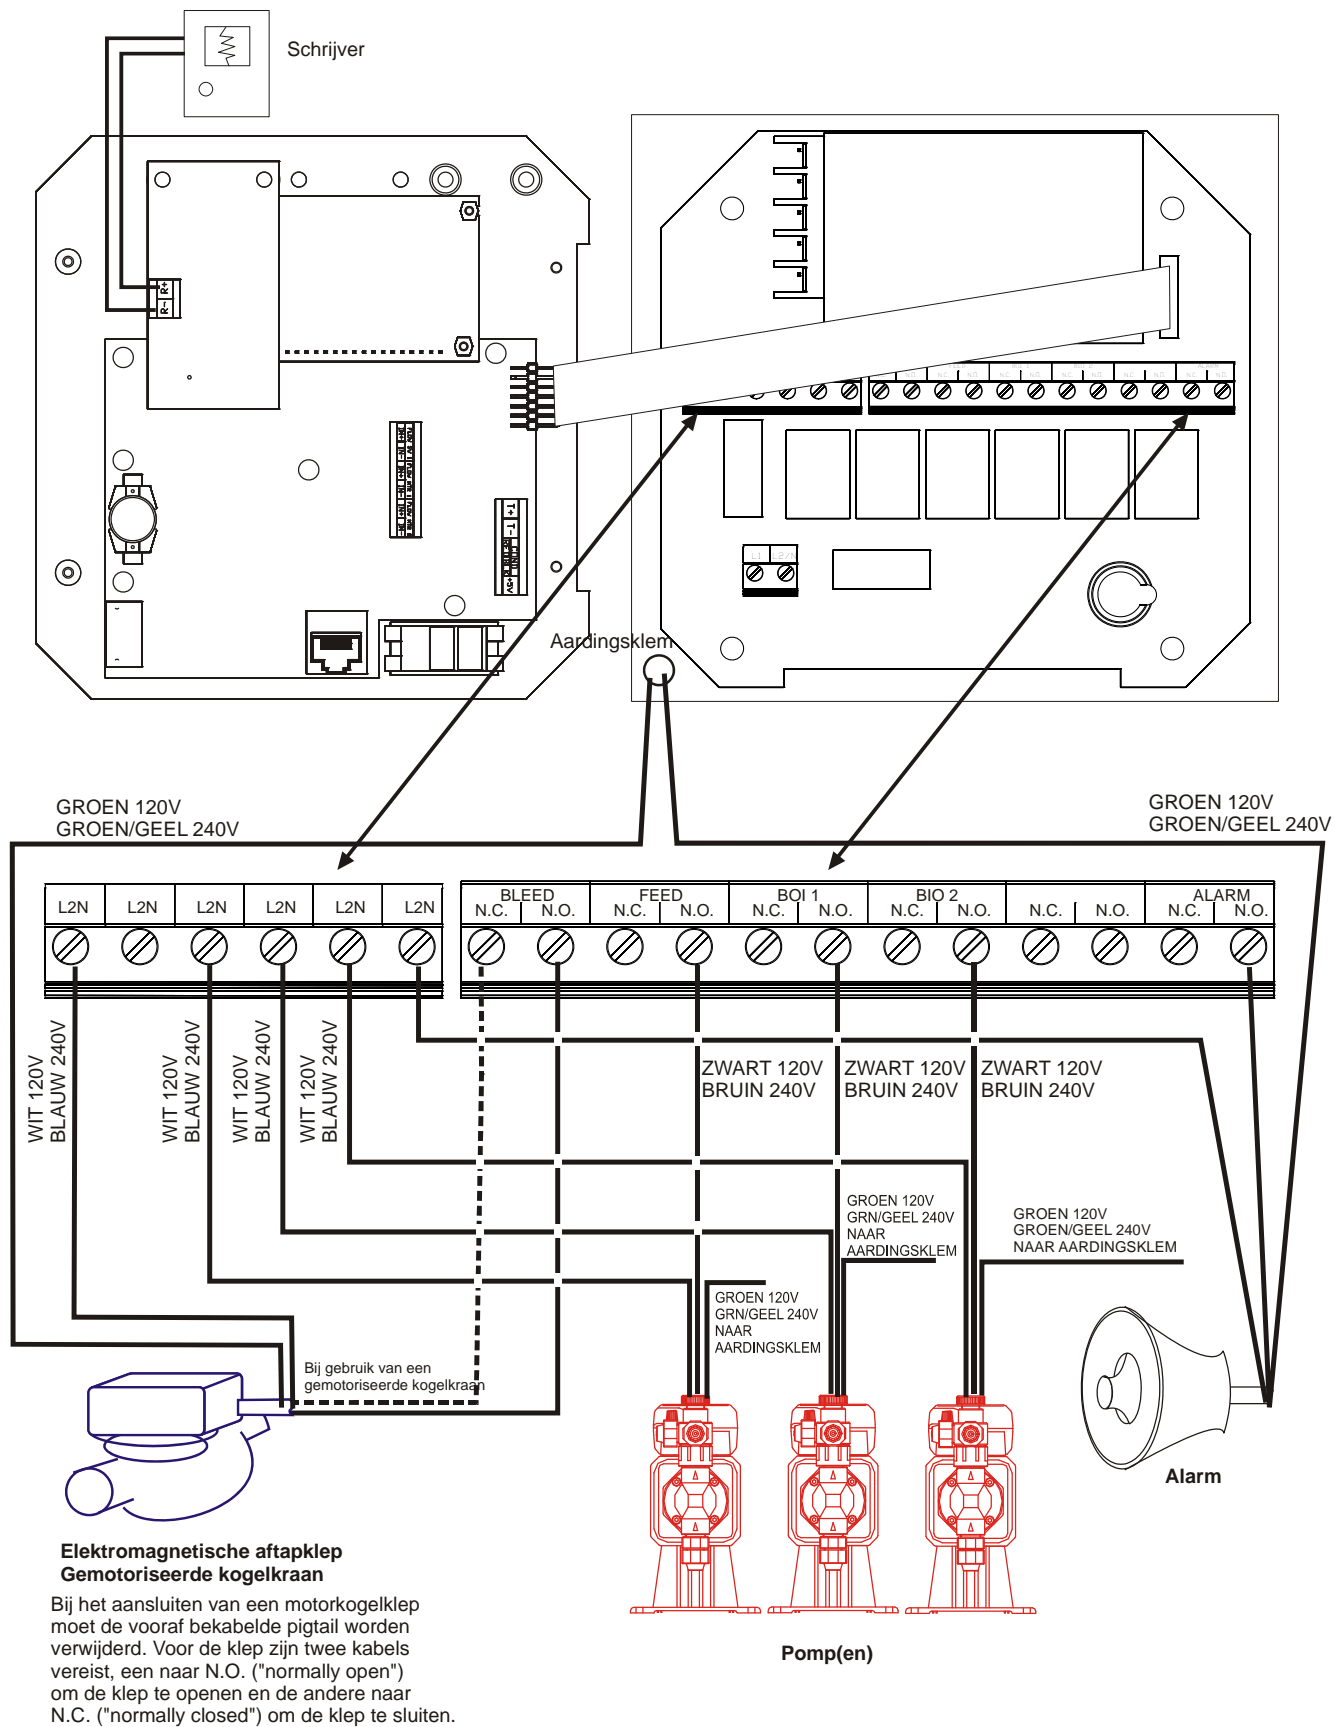 Schrijver
R+
R-
T+
T-
+5V
N.C. N.O. N.C. N.O. N.C. N.O. N.C. N.O. N.C. N.O.
ALARM
L1 L2/N
Aardingsklem
GROEN 120V
GROEN/GEEL 240V
GROEN 120V
GROEN/GEEL 240V
L2N L2N L2N L2N L2N L2N
BLEED FEED BOI 1 BIO 2 ALARM
N.C. N.O. N.C. N.O. N.C. N.O. N.C. N.O. N.C. N.O. N.C. N.O.
WIT 120V
BLAUW 240V
WIT 120V
BLAUW 240V
WIT 120V
BLAUW 240V
WIT 120V
BLAUW 240V
ZWART 120V
BRUIN 240V
ZWART 120V
BRUIN 240V
ZWART 120V
BRUIN 240V
GROEN 120V
GRN/GEEL 240V
NAAR
AARDINGSKLEM
GROEN 120V
GROEN/GEEL 240V
NAAR AARDINGSKLEM
GROEN 120V
GRN/GEEL 240V
NAAR
AARDINGSKLEM
Bij gebruik van een
gemotoriseerde kogelkraan
Alarm
Elektromagnetische aftapklep
Gemotoriseerde kogelkraan
Bij het aansluiten van een motorkogelklep
moet de vooraf bekabelde pigtail worden
verwijderd. Voor de klep zijn twee kabels
vereist, een naar N.O. ("normally open")
om de klep te openen en de andere naar
N.C. ("normally closed") om de klep te sluiten.
Pomp(en)